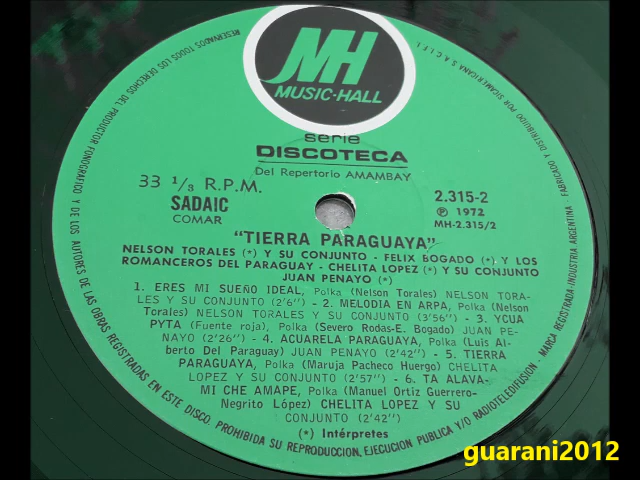 MH
MUSIC-HALL
serie
DISCOTECA
Del Repertorio AMAMBAY
33 ⅓ R.P.M.
SADAIC
COMAR
2.315-2
℗ 1972
MH-2.315/2
"TIERRA PARAGUAYA"
NELSON TORALES (*) Y SU CONJUNTO - FELIX BOGADO (*) Y LOS
ROMANCEROS DEL PARAGUAY - CHELITA LOPEZ (*) Y SU CONJUNTO
JUAN PENAYO (*)
1. ERES MI SUEÑO IDEAL, Polka (Nelson Torales) NELSON TORA-
LES Y SU CONJUNTO (2'6") - 2. MELODIA EN ARPA, Polka (Nelson
Torales) NELSON TORALES Y SU CONJUNTO (3'56") - 3. YCUA
PYTA (Fuente roja), Polka (Severo Rodas-E. Bogado) JUAN PE-
NAYO (2'26") - 4. ACUARELA PARAGUAYA, Polka (Luis Al-
berto Del Paraguay) JUAN PENAYO (2'42") - 5. TIERRA
PARAGUAYA, Polka (Maruja Pacheco Huergo) CHELITA
LOPEZ Y SU CONJUNTO (2'57") - 6. TA ALAVA-
MI CHE AMAPE, (Manuel Ortiz Guerrero-
Negrito López) CHELITA LOPEZ Y SU
CONJUNTO (2'42")
(*) Intérpretes
RESERVADOS TODOS LOS DERECHOS DEL PRODUCTOR FONOGRAFICO Y DE LOS AUTORES DE LAS OBRAS REGISTRADAS EN ESTE DISCO. PROHIBIDA SU REPRODUCCION, EJECUCION PUBLICA Y/O RADIOTELEDIFUSION - MARCA REGISTRADA - INDUSTRIA ARGENTINA - FABRICADO Y DISTRIBUIDO POR SICAMERICANA S.A.C.I.F.I.
guarani2012